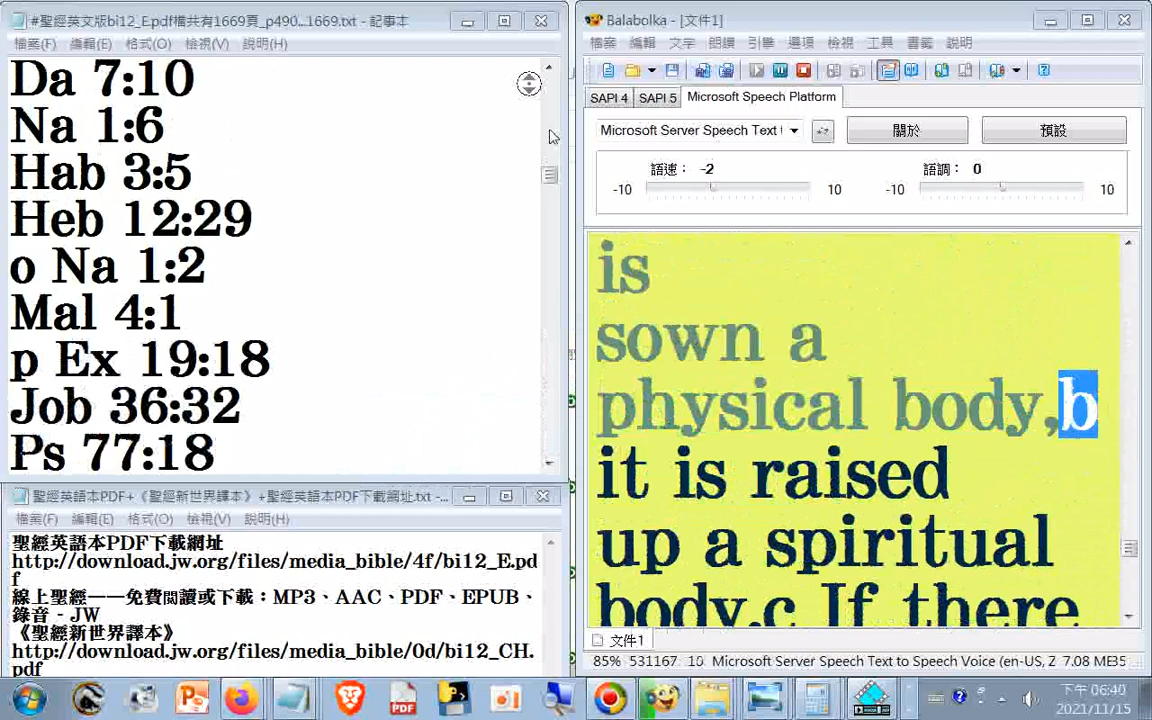 #聖經英文版bi12_E.pdf檔共有1669頁_p490...1669.txt - 記事本
檔案(F) 編輯(E) 格式(O) 檢視(V) 說明(H)
Da 7:10
Na 1:6
Hab 3:5
Heb 12:29
o Na 1:2
Mal 4:1
p Ex 19:18
Job 36:32
Ps 77:18
聖經英語本PDF+《聖經新世界譯本》+聖經英語本PDF下載網址.txt -...
檔案(F) 編輯(E) 格式(O) 檢視(V) 說明(H)
聖經英語本PDF下載網址
http://download.jw.org/files/media_bible/4f/bi12_E.pd
f
線上聖經——免費閱讀或下載：MP3、AAC、PDF、EPUB、
錄音 - JW
《聖經新世界譯本》
http://download.jw.org/files/media_bible/0d/bi12_CH.
pdf
Balabolka - [文件1]
檔案 編輯 文字 朗讀 引擎 選項 檢視 工具 書籤 說明
SAPI 4 SAPI 5 Microsoft Speech Platform
Microsoft Server Speech Text t 關於 預設
語速： -2 語調： 0
-10 10 -10 10
is
sown a
physical body,b
it is raised
up a spiritual
body.c If there
文件1
85% 531167 : 10 Microsoft Server Speech Text to Speech Voice (en-US, Z 7.08 MB35
下午 06:40
2021/11/15